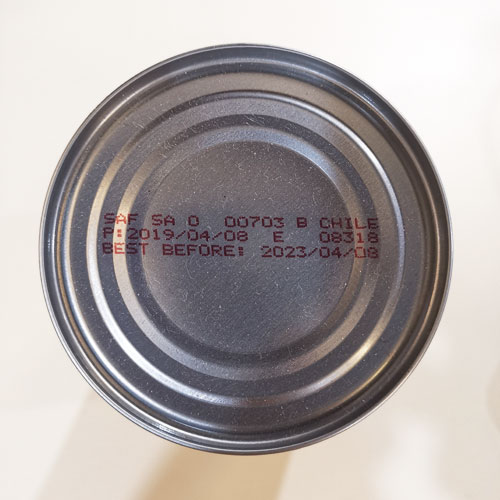 SAF SA 0 00703 B CHILE
P:2019/04/08 E 08318
BEST BEFORE: 2023/04/08